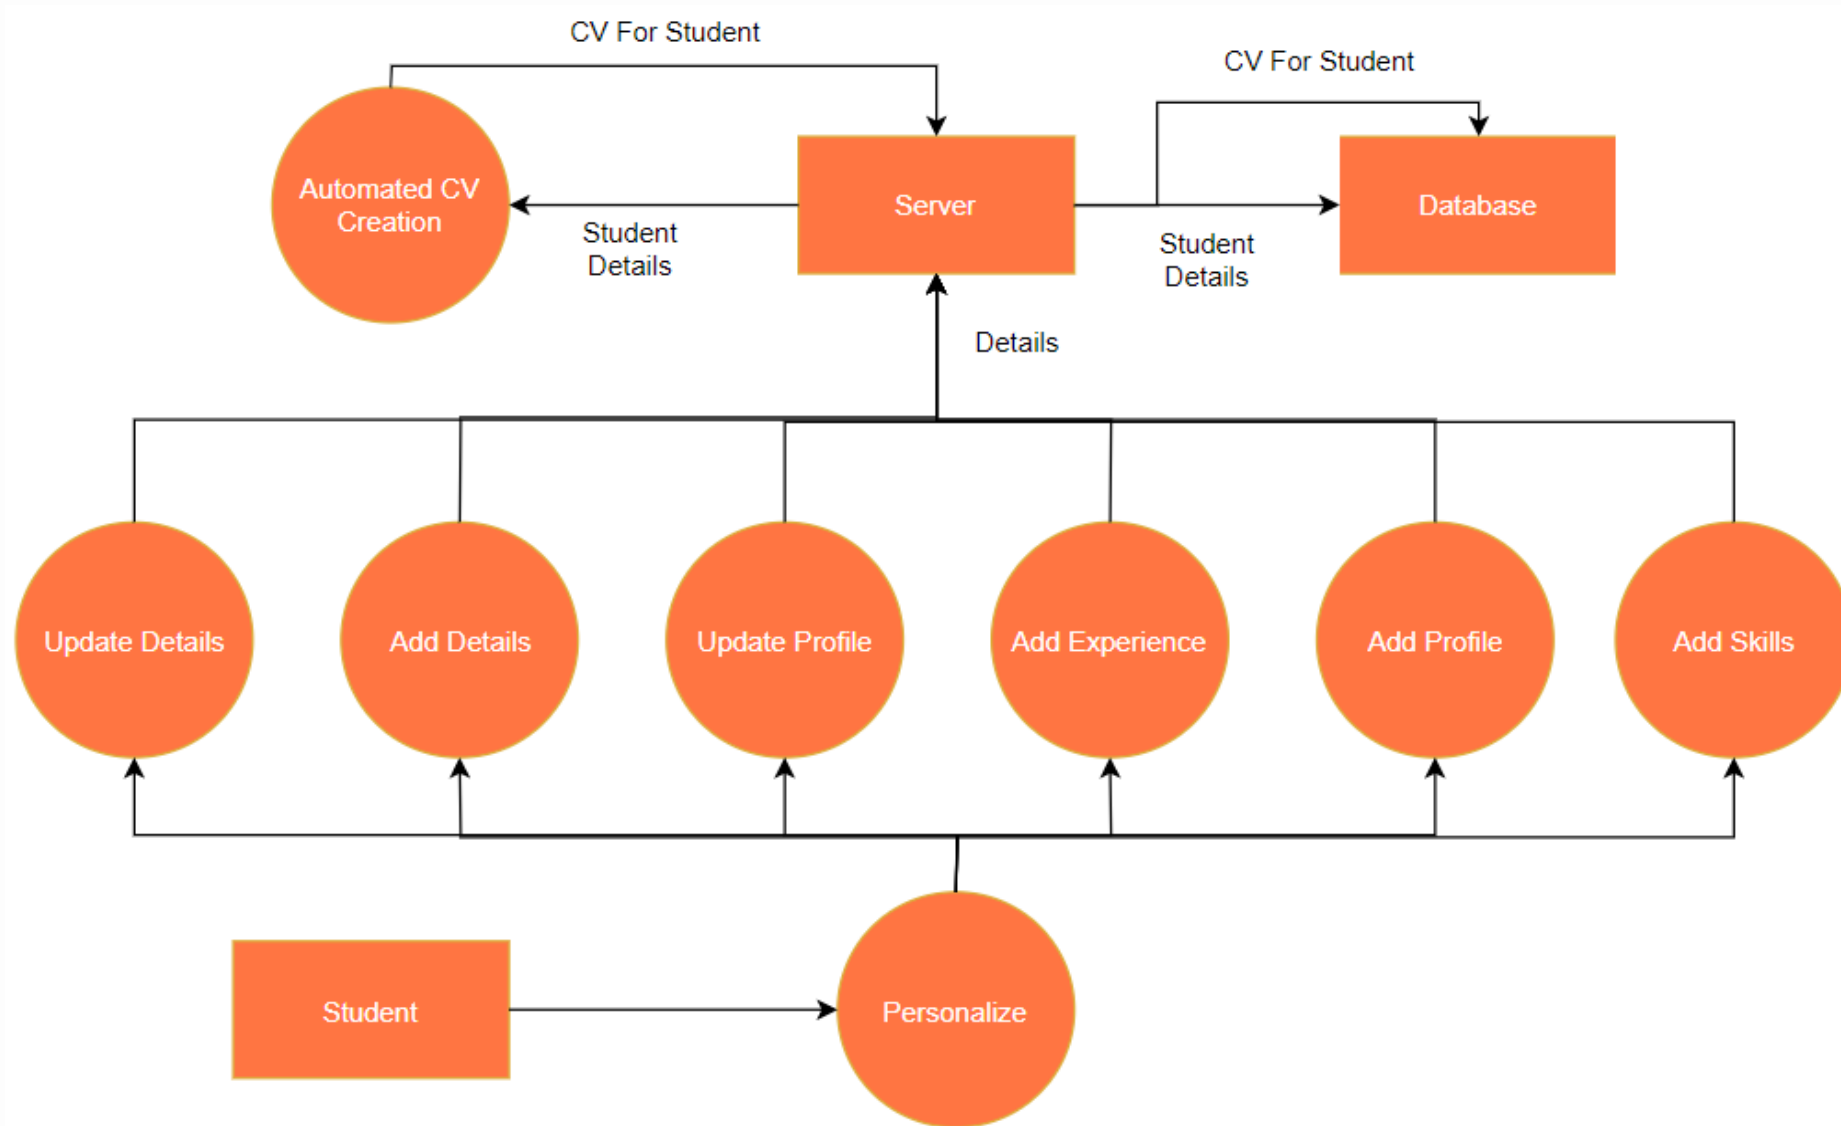 CV For Student
CV For Student
Automated CV
Creation
Server
Database
Student
Details
Student
Details
Details
Update Details
Add Details
Update Profile
Add Experience
Add Profile
Add Skills
Student
Personalize